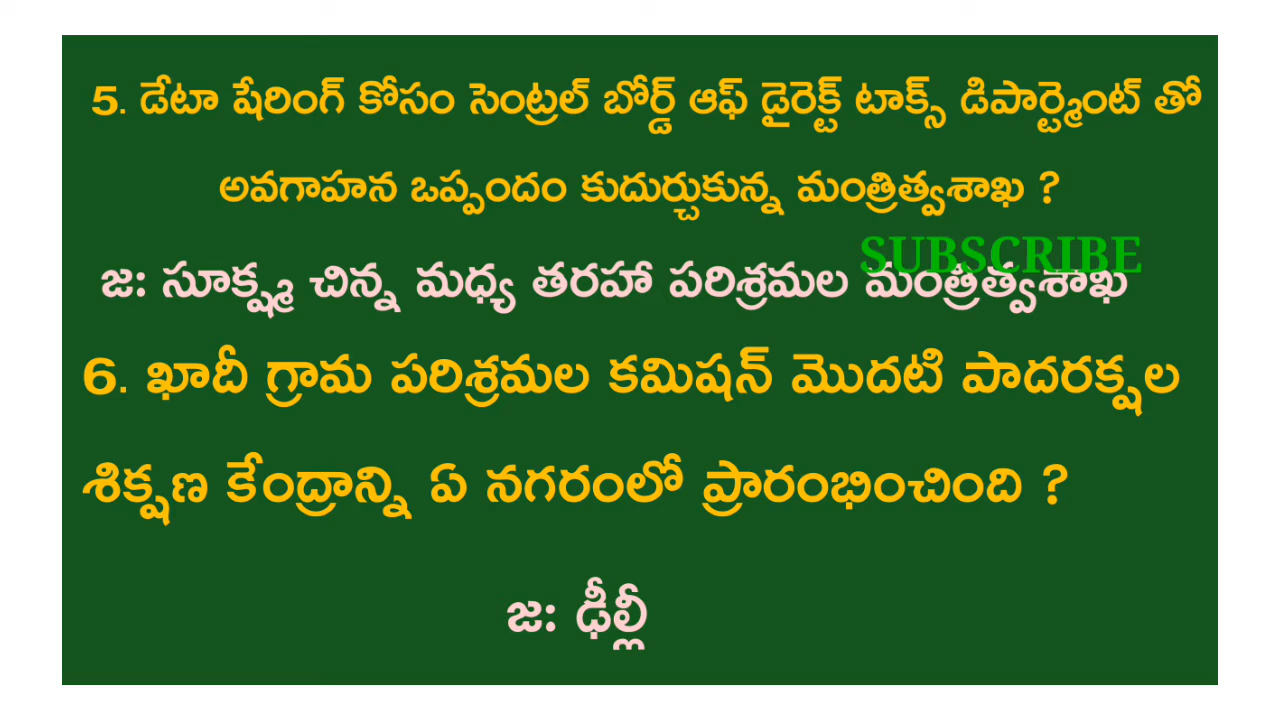 5. డేటా షేరింగ్ కోసం సెంట్రల్ బోర్డ్ ఆఫ్ డైరెక్ట్ టాక్స్ డిపార్ట్మెంట్ తో
అవగాహన ఒప్పందం కుదుర్చుకున్న మంత్రిత్వశాఖ ?
SUBSCRIBE
జ: సూక్ష్మ చిన్న మధ్య తరహా పరిశ్రమల మంత్రిత్వశాఖ
6. ఖాదీ గ్రామ పరిశ్రమల కమిషన్ మొదటి పాదరక్షల
శిక్షణ కేంద్రాన్ని ఏ నగరంలో ప్రారంభించింది ?
జ: ఢీల్లీ